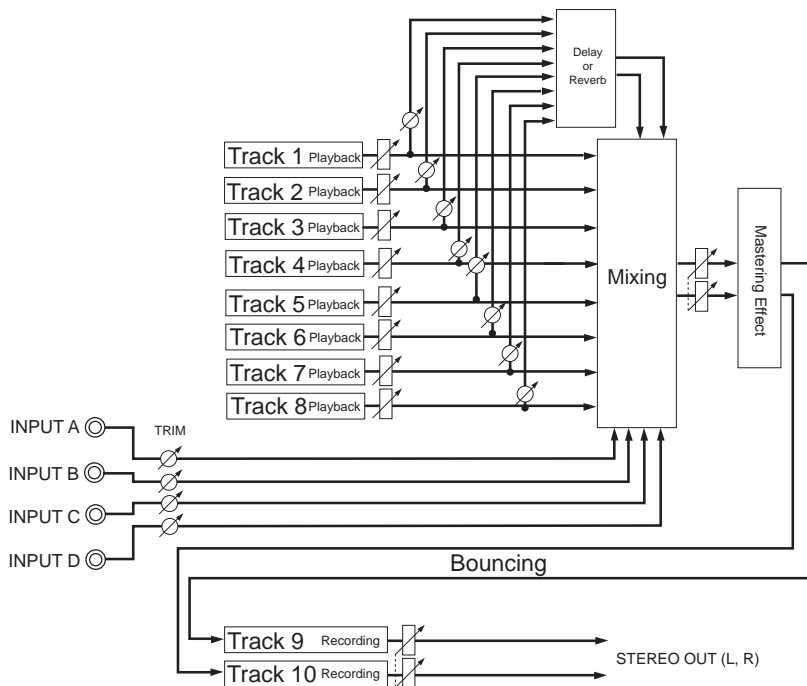 Delay
or
Reverb
Track 1 Playback
Track 2 Playback
Track 3 Playback
Track 4 Playback
Track 5 Playback
Track 6 Playback
Track 7 Playback
Track 8 Playback
Mixing
Mastering Effect
INPUT A
TRIM
INPUT B
INPUT C
INPUT D
Bouncing
Track 9 Recording
Track 10 Recording
STEREO OUT (L, R)